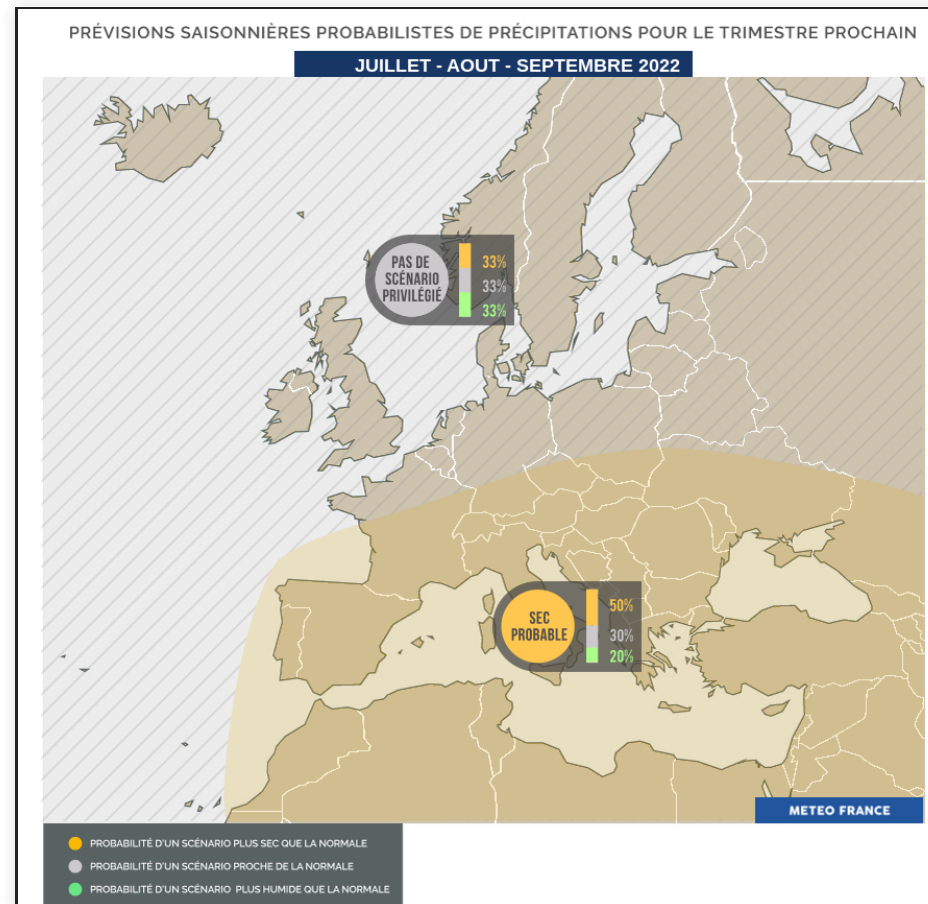 PRÉVISIONS SAISONNIÈRES PROBABILISTES DE PRÉCIPITATIONS POUR LE TRIMESTRE PROCHAIN
JUILLET - AOUT - SEPTEMBRE 2022
PAS DE
SCÉNARIO
PRIVILÉGIÉ
33%
33%
33%
SEC
PROBABLE
50%
30%
20%
METEO FRANCE
PROBABILITÉ D'UN SCÉNARIO PLUS SEC QUE LA NORMALE
PROBABILITÉ D'UN SCÉNARIO PROCHE DE LA NORMALE
PROBABILITÉ D'UN SCÉNARIO PLUS HUMIDE QUE LA NORMALE